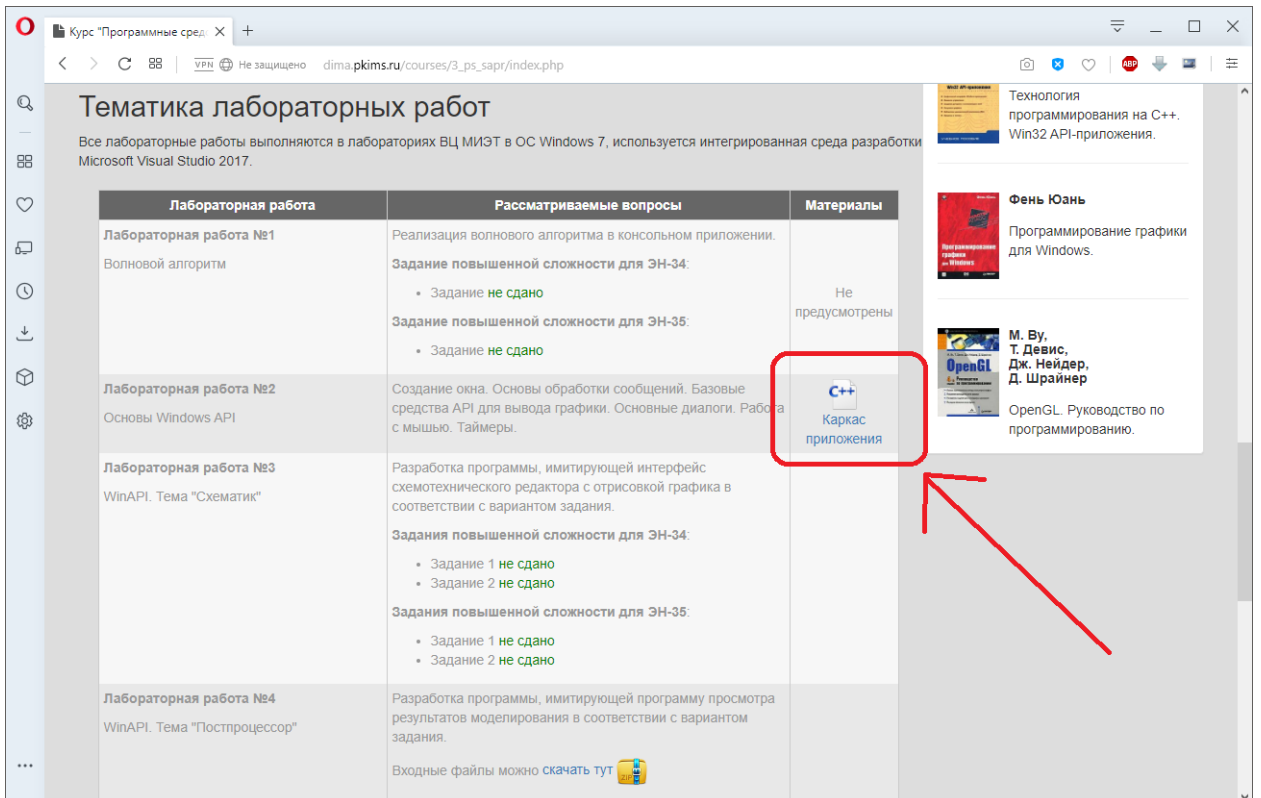 Курс "Программные сред
VPN
Не защищено
dima.pkims.ru/courses/3_ps_sapr/index.php
ABP
Тематика лабораторных работ
Все лабораторные работы выполняются в лабораториях ВЦ МИЭТ в ОС Windows 7, используется интегрированная среда разработки
Microsoft Visual Studio 2017.
Лабораторная работа
Рассматриваемые вопросы
Материалы
Лабораторная работа №1
Волновой алгоритм
Реализация волнового алгоритма в консольном приложении.
Задание повышенной сложности для ЭН-34:
• Задание не сдано
Задание повышенной сложности для ЭН-35:
• Задание не сдано
Не
предусмотрены
Лабораторная работа №2
Основы Windows API
Создание окна. Основы обработки сообщений. Базовые
средства API для вывода графики. Основные диалоги. Работа
с мышью. Таймеры.
C++
Каркас
приложения
Лабораторная работа №3
WinAPI. Тема "Схематик"
Разработка программы, имитирующей интерфейс
схемотехнического редактора с отрисовкой графика в
соответствии с вариантом задания.
Задания повышенной сложности для ЭН-34:
• Задание 1 не сдано
• Задание 2 не сдано
Задания повышенной сложности для ЭН-35:
• Задание 1 не сдано
• Задание 2 не сдано
Лабораторная работа №4
WinAPI. Тема "Постпроцессор"
Разработка программы, имитирующей программу просмотра
результатов моделирования в соответствии с вариантом
задания.
Входные файлы можно скачать тут
ZIP
Технология
программирования на C++.
Win32 API-приложения.
Программирование
графики
для Windows
Фень Юань
Программирование графики
для Windows.
OpenGL
М. Ву,
Т. Девис,
Дж. Нейдер,
Д. Шрайнер
OpenGL. Руководство по
программированию.